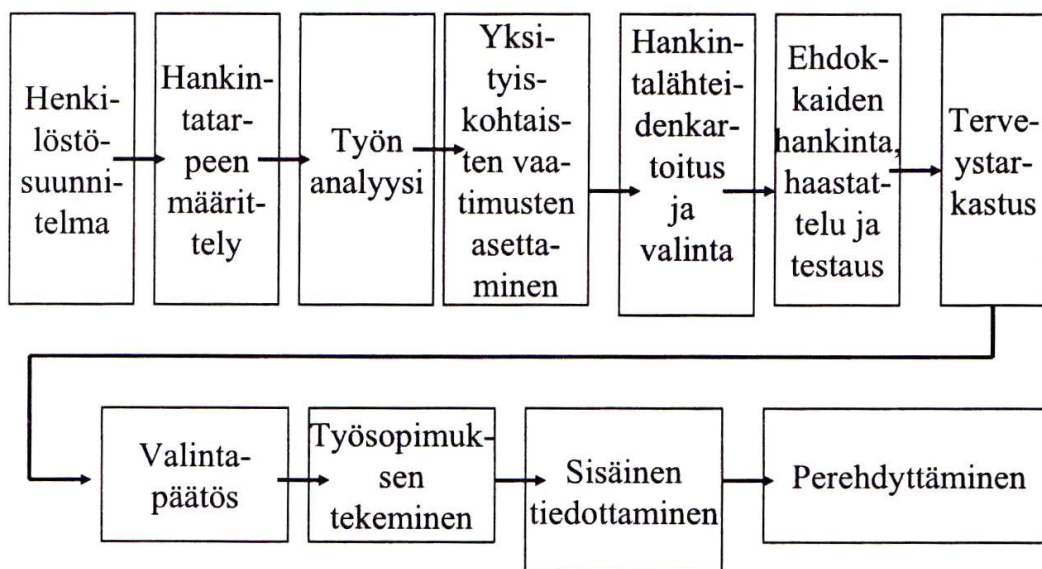 Henki-
löstö-
suunni-
telma
Hankin-
tatar-
peen
määrit-
tely
Työn
analyysi
Yksi-
tyis-
kohtais-
ten vaa-
timusten
asetta-
minen
Hankin-
talähtei-
denkar-
toitus
ja
valinta
Ehdok-
kaiden
hankinta,
haastat-
telu ja
testaus
Terve-
ystar-
kastus
Valinta-
päätös
Työsopimuk-
sen
tekeminen
Sisäinen
tiedottaminen
Perehdyttäminen